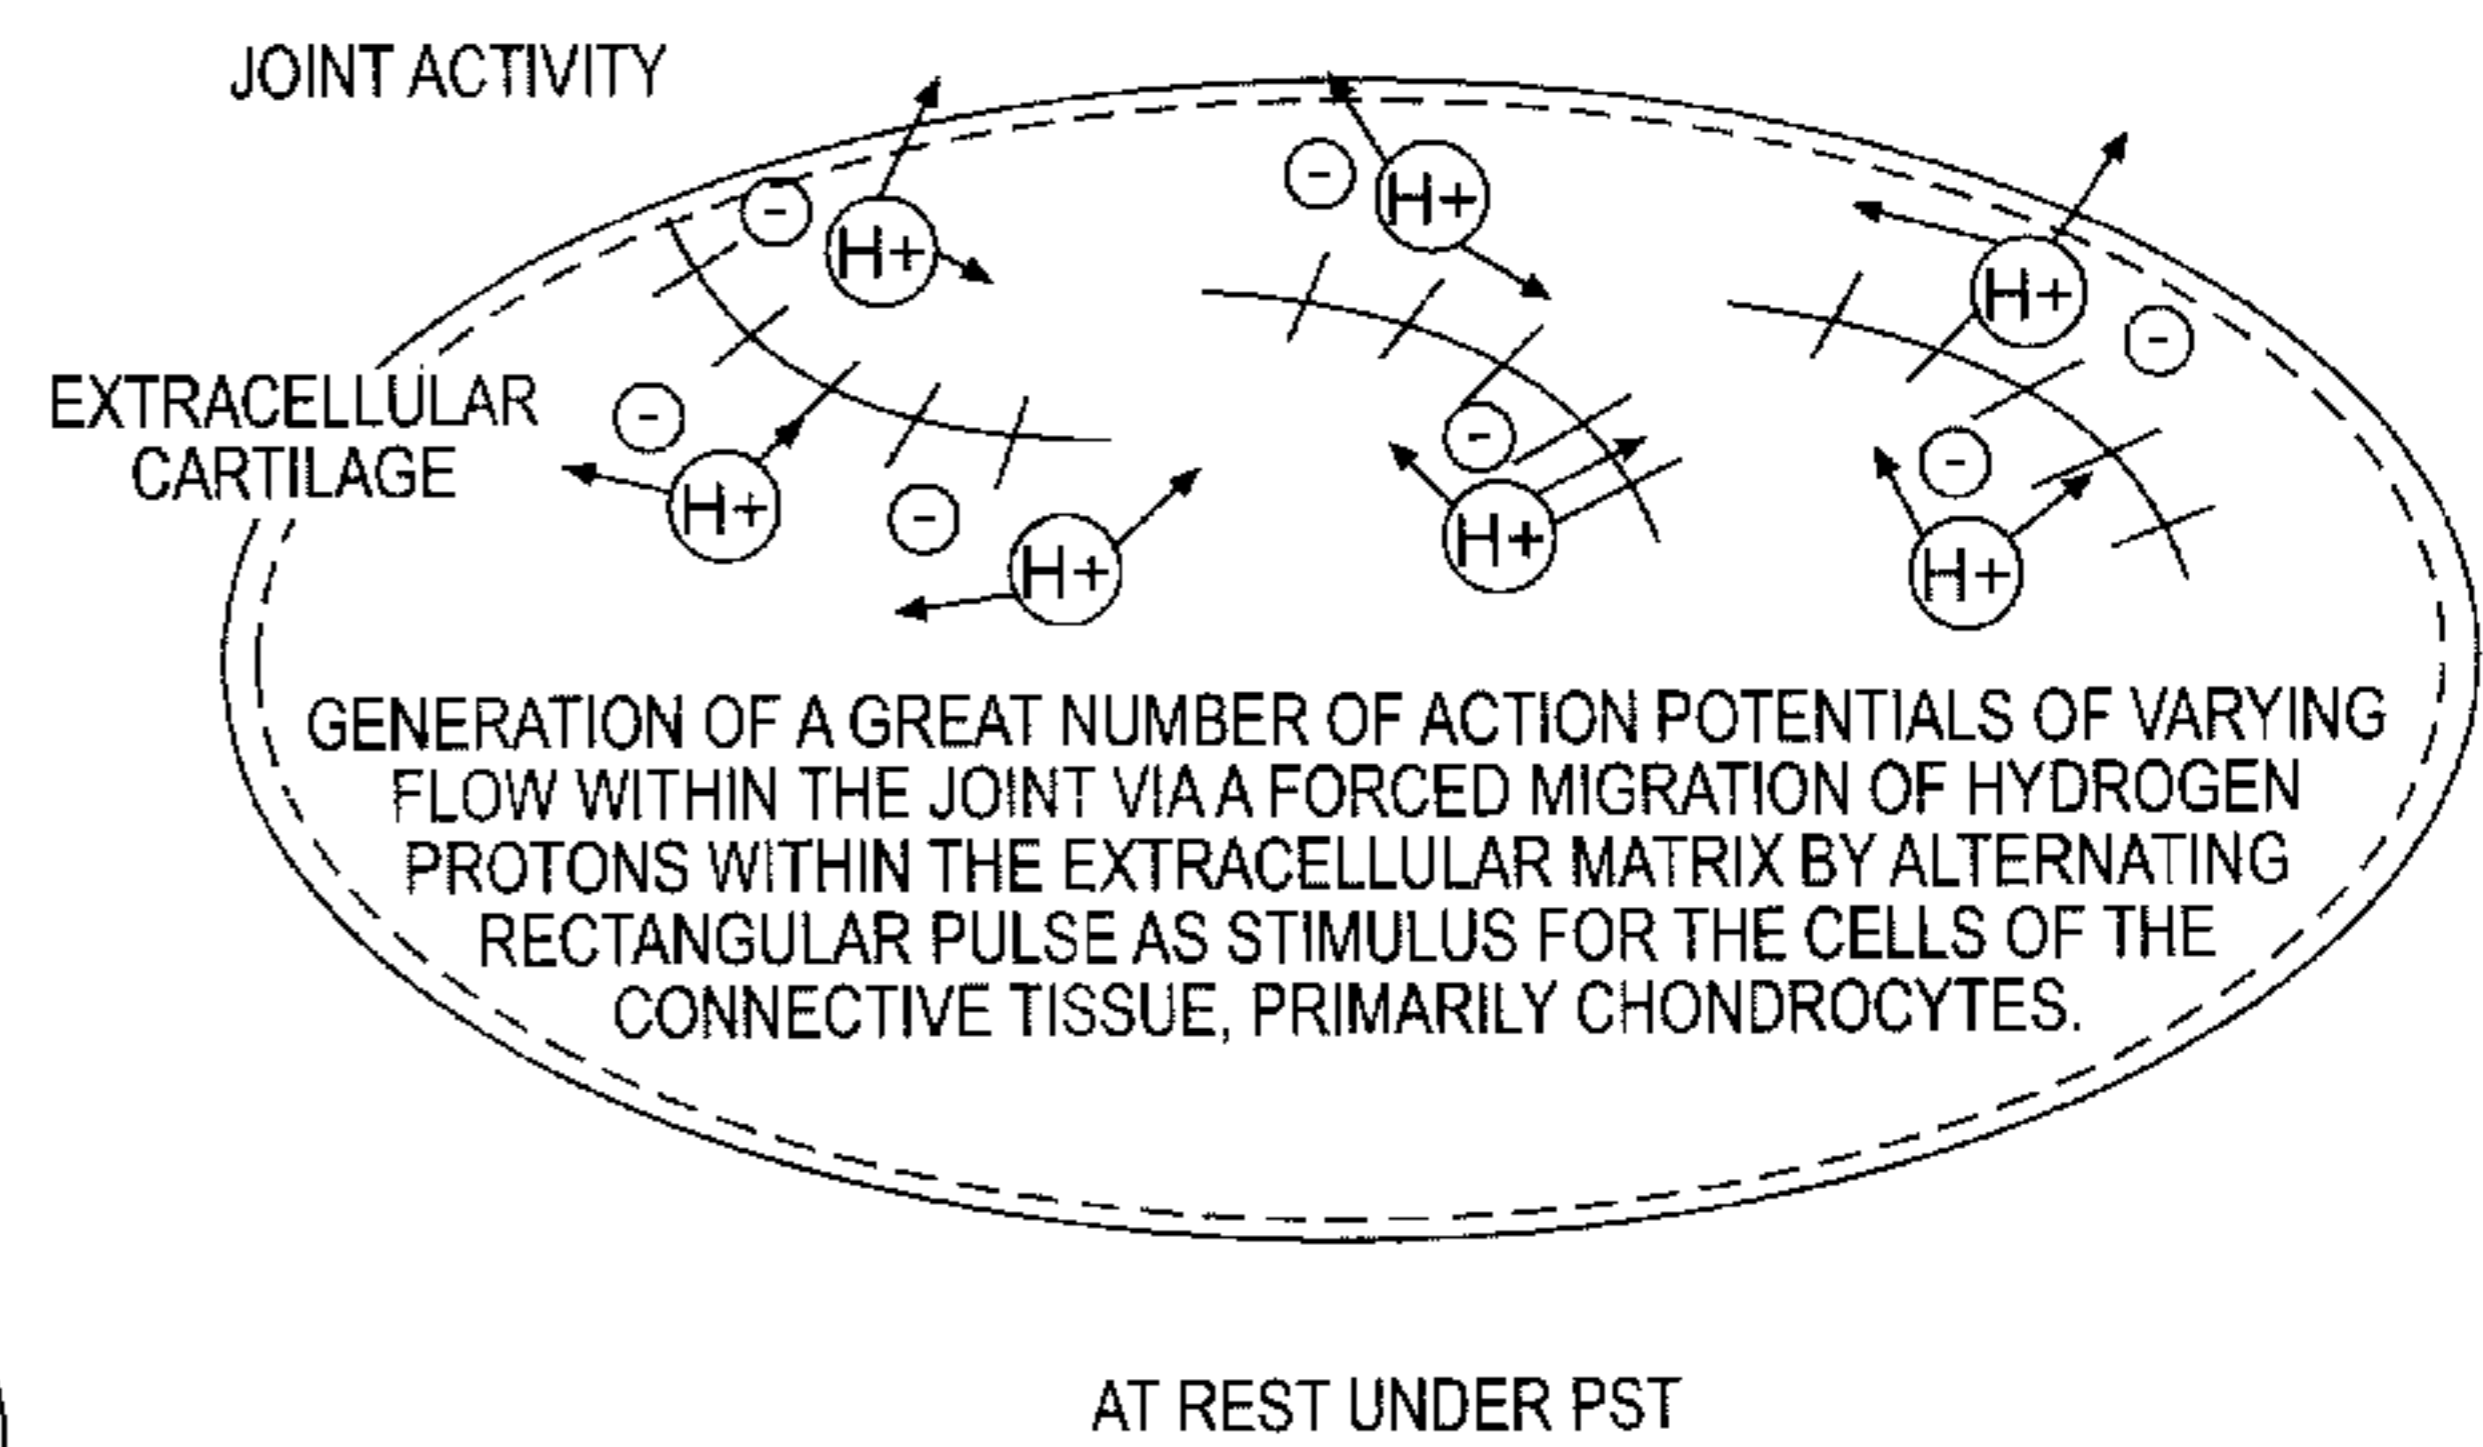 JOINT ACTIVITY
- H+ - H+ H+ -
EXTRACELLULAR
CARTILAGE
- H+ - H+ - H+ - H+
GENERATION OF A GREAT NUMBER OF ACTION POTENTIALS OF VARYING
FLOW WITHIN THE JOINT VIA A FORCED MIGRATION OF HYDROGEN
PROTONS WITHIN THE EXTRACELLULAR MATRIX BY ALTERNATING
RECTANGULAR PULSE AS STIMULUS FOR THE CELLS OF THE
CONNECTIVE TISSUE, PRIMARILY CHONDROCYTES.
AT REST UNDER PST